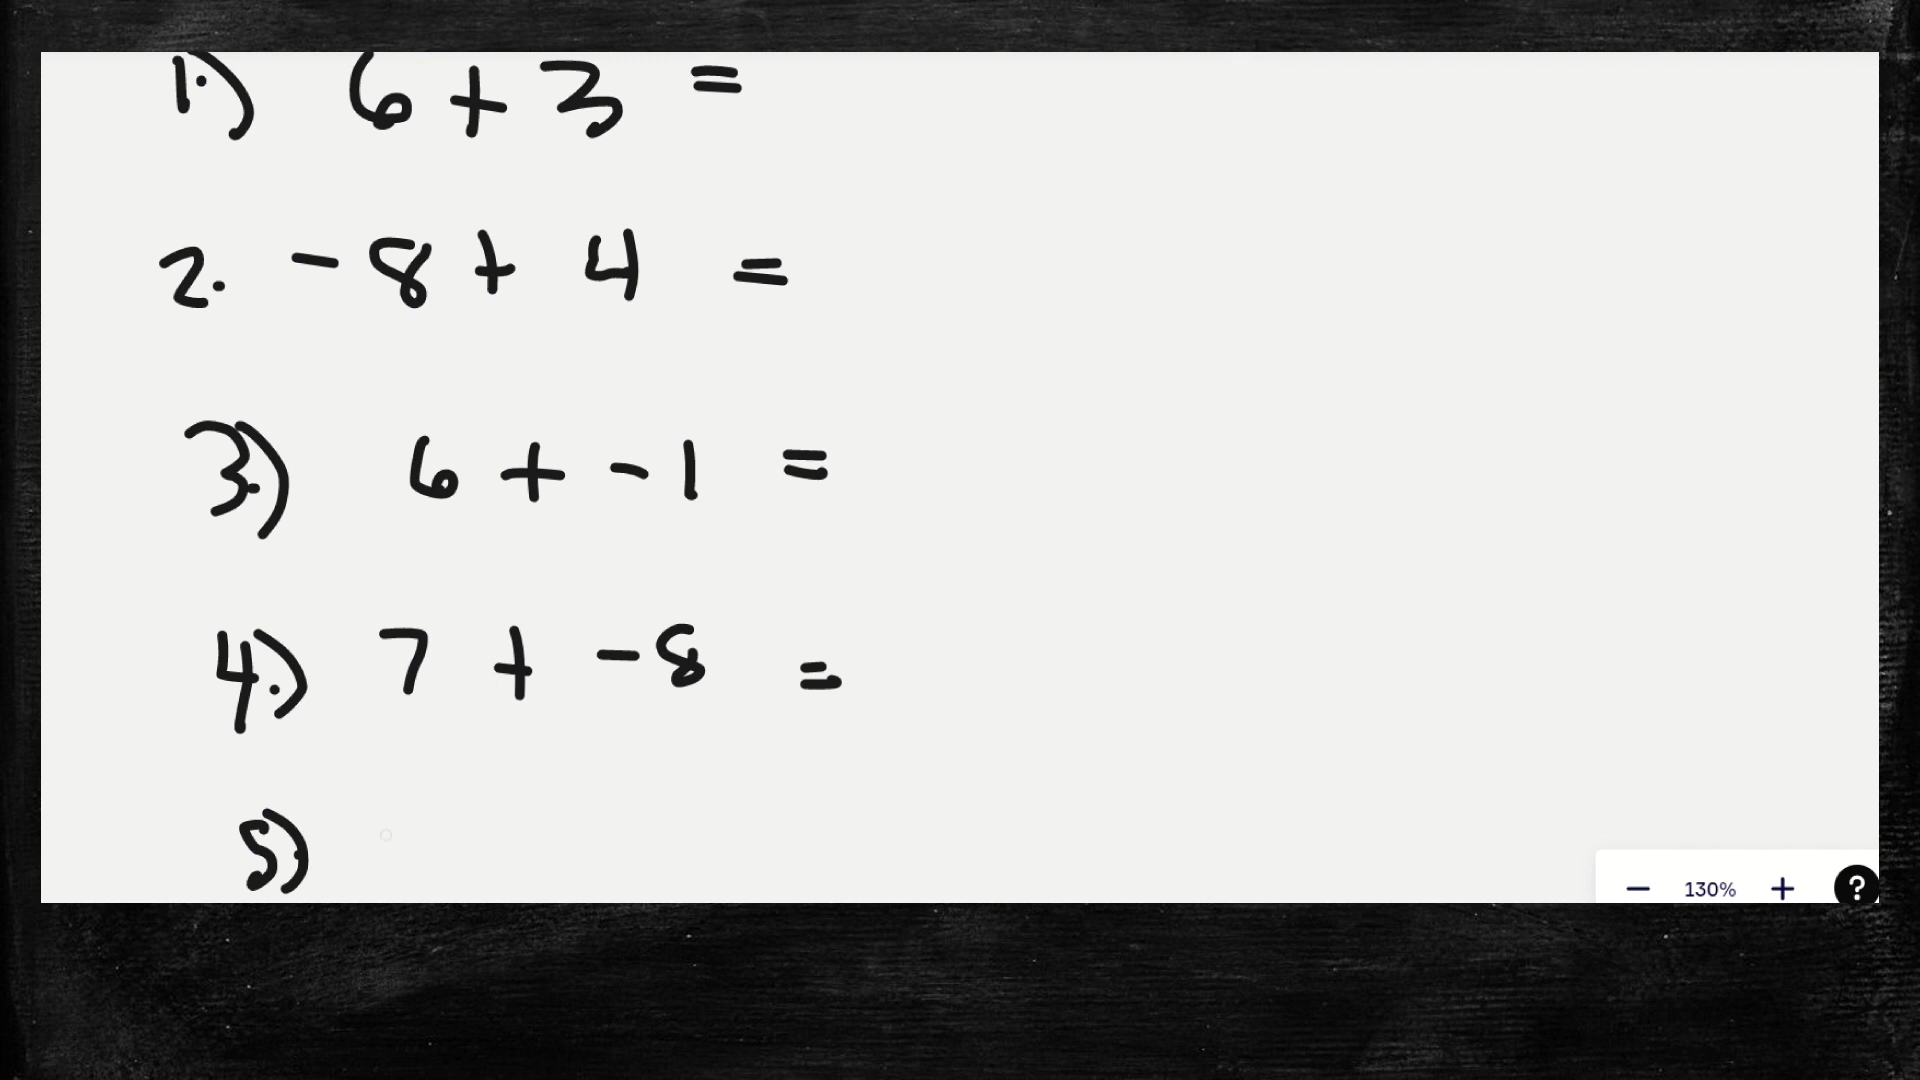 1.) 6 + 3 =
2. - 8 + 4 =
3.) 6 + - 1 =
4.) 7 + - 8 =
5.)
− 130% + ?